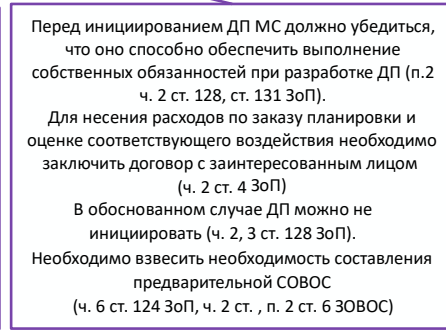 Перед инициированием ДП МС должно убедиться,
что оно способно обеспечить выполнение
собственных обязанностей при разработке ДП (п.2
ч. 2 ст. 128, ст. 131 ЗоП).
Для несения расходов по заказу планировки и
оценке соответствующего воздействия необходимо
заключить договор с заинтересованным лицом
(ч. 2 ст. 4 ЗоП)
В обоснованном случае ДП можно не
инициировать (ч. 2, 3 ст. 128 ЗоП).
Необходимо взвесить необходимость составления
предварительной СОВОС
(ч. 6 ст. 124 ЗоП, ч. 2 ст. , п. 2 ст. 6 ЗОВОС)